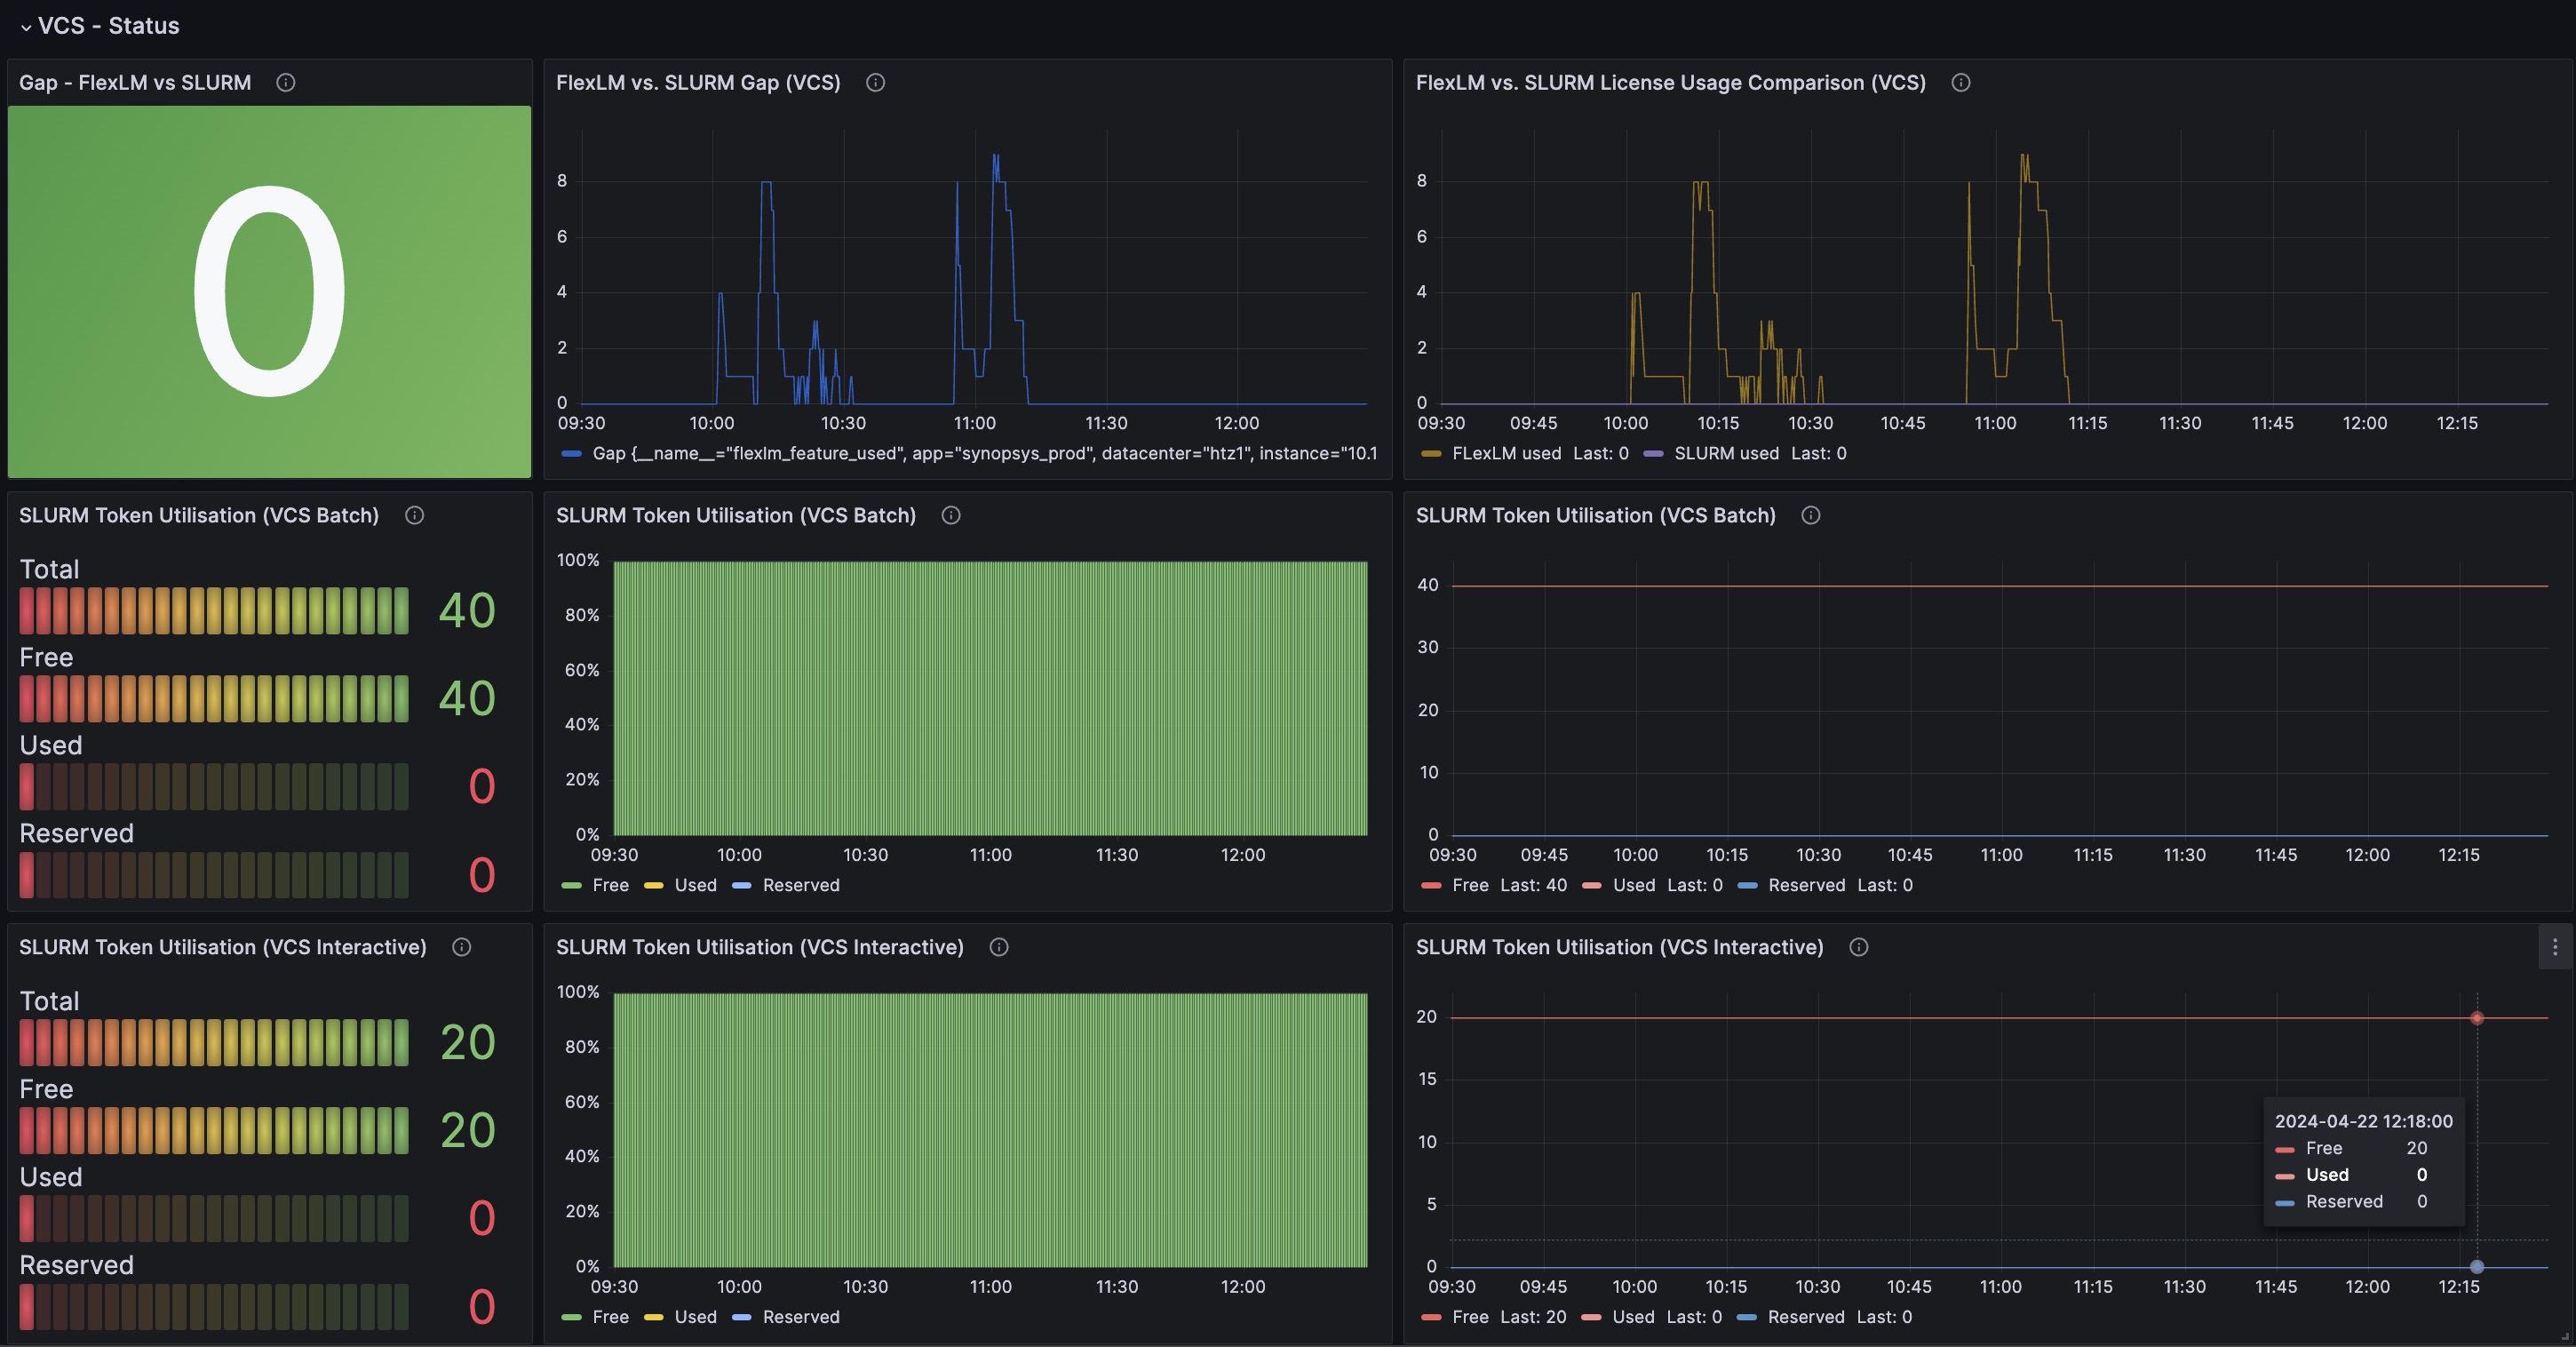 VCS - Status
Gap - FlexLM vs SLURM
0
FlexLM vs. SLURM Gap (VCS)
8
6
4
2
0
09:30 10:00 10:30 11:00 11:30 12:00
Gap {__name__="flexlm_feature_used", app="synopsys_prod", datacenter="htz1", instance="10.1
FlexLM vs. SLURM License Usage Comparison (VCS)
8
6
4
2
0
09:30 09:45 10:00 10:15 10:30 10:45 11:00 11:15 11:30 11:45 12:00 12:15
FLexLM used Last: 0 SLURM used Last: 0
SLURM Token Utilisation (VCS Batch)
Total
40
Free
40
Used
0
Reserved
0
SLURM Token Utilisation (VCS Batch)
100%
80%
60%
40%
20%
0%
09:30 10:00 10:30 11:00 11:30 12:00
Free Used Reserved
SLURM Token Utilisation (VCS Batch)
40
30
20
10
0
09:30 09:45 10:00 10:15 10:30 10:45 11:00 11:15 11:30 11:45 12:00 12:15
Free Last: 40 Used Last: 0 Reserved Last: 0
SLURM Token Utilisation (VCS Interactive)
Total
20
Free
20
Used
0
Reserved
0
SLURM Token Utilisation (VCS Interactive)
100%
80%
60%
40%
20%
0%
09:30 10:00 10:30 11:00 11:30 12:00
Free Used Reserved
SLURM Token Utilisation (VCS Interactive)
20
15
10
5
0
2024-04-22 12:18:00
Free 20
Used 0
Reserved 0
09:30 09:45 10:00 10:15 10:30 10:45 11:00 11:15 11:30 11:45 12:00 12:15
Free Last: 20 Used Last: 0 Reserved Last: 0